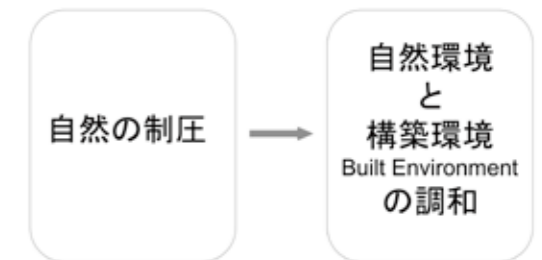 自然の制圧
自然環境
と
構築環境
Built Environment
の調和